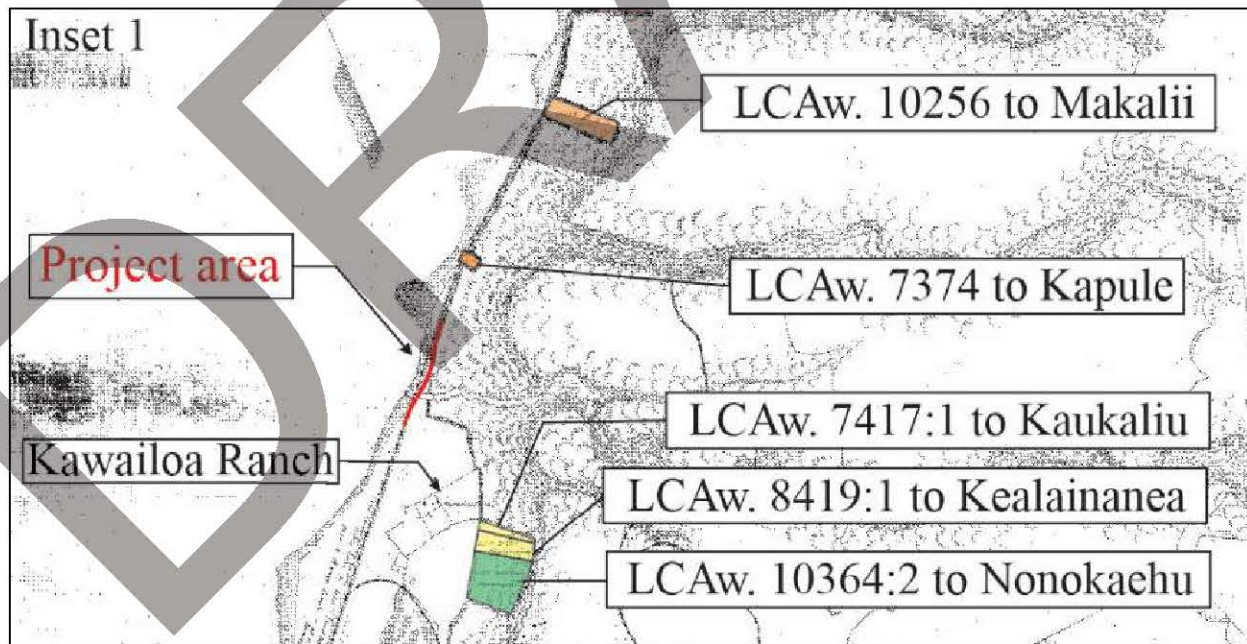 Inset 1
LCAw. 10256 to Makalii
Project area
LCAw. 7374 to Kapule
LCAw. 7417:1 to Kaukaliu
Kawailoa Ranch
LCAw. 8419:1 to Kealainanea
LCAw. 10364:2 to Nonokaehu
DRA